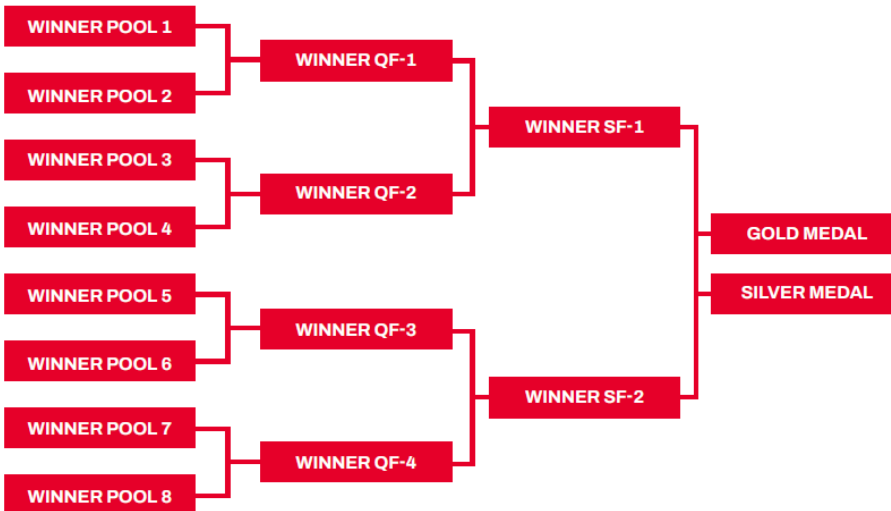 WINNER POOL 1
WINNER POOL 2
WINNER POOL 3
WINNER POOL 4
WINNER POOL 5
WINNER POOL 6
WINNER POOL 7
WINNER POOL 8
WINNER QF-1
WINNER QF-2
WINNER QF-3
WINNER QF-4
WINNER SF-1
WINNER SF-2
GOLD MEDAL
SILVER MEDAL